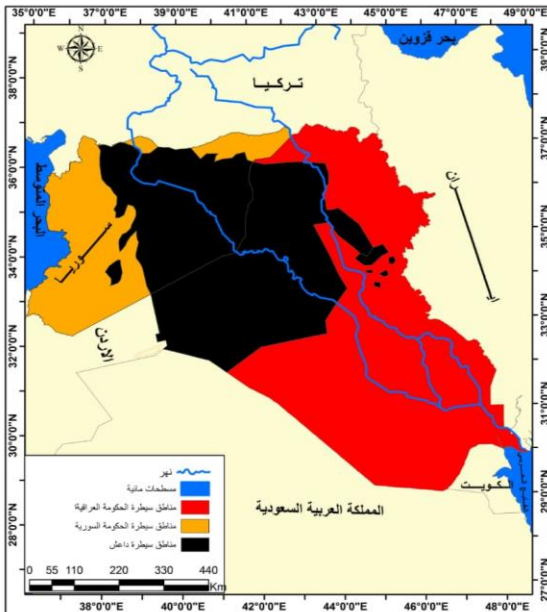 35°0'0"E 37°0'0"E 39°0'0"E 41°0'0"E 43°0'0"E 45°0'0"E 47°0'0"E 49°0'0"E
N
W E
S
بحر قزوين
تركيا
38°0'0"N
37°0'0"N
36°0'0"N
35°0'0"N
البحر المتوسط
سوريا
34°0'0"N
33°0'0"N
الاردن
32°0'0"N
31°0'0"N
30°0'0"N
29°0'0"N
28°0'0"N
27°0'0"N
الكويت
المملكة العربية السعودية
نهر
مسطحات مائية
مناطق سيطرة الحكومة العراقية
مناطق سيطرة الحكومة السورية
مناطق سيطرة داعش
0 55 110 220 330 440
Km
38°0'0"E 40°0'0"E 42°0'0"E 44°0'0"E 46°0'0"E 48°0'0"E